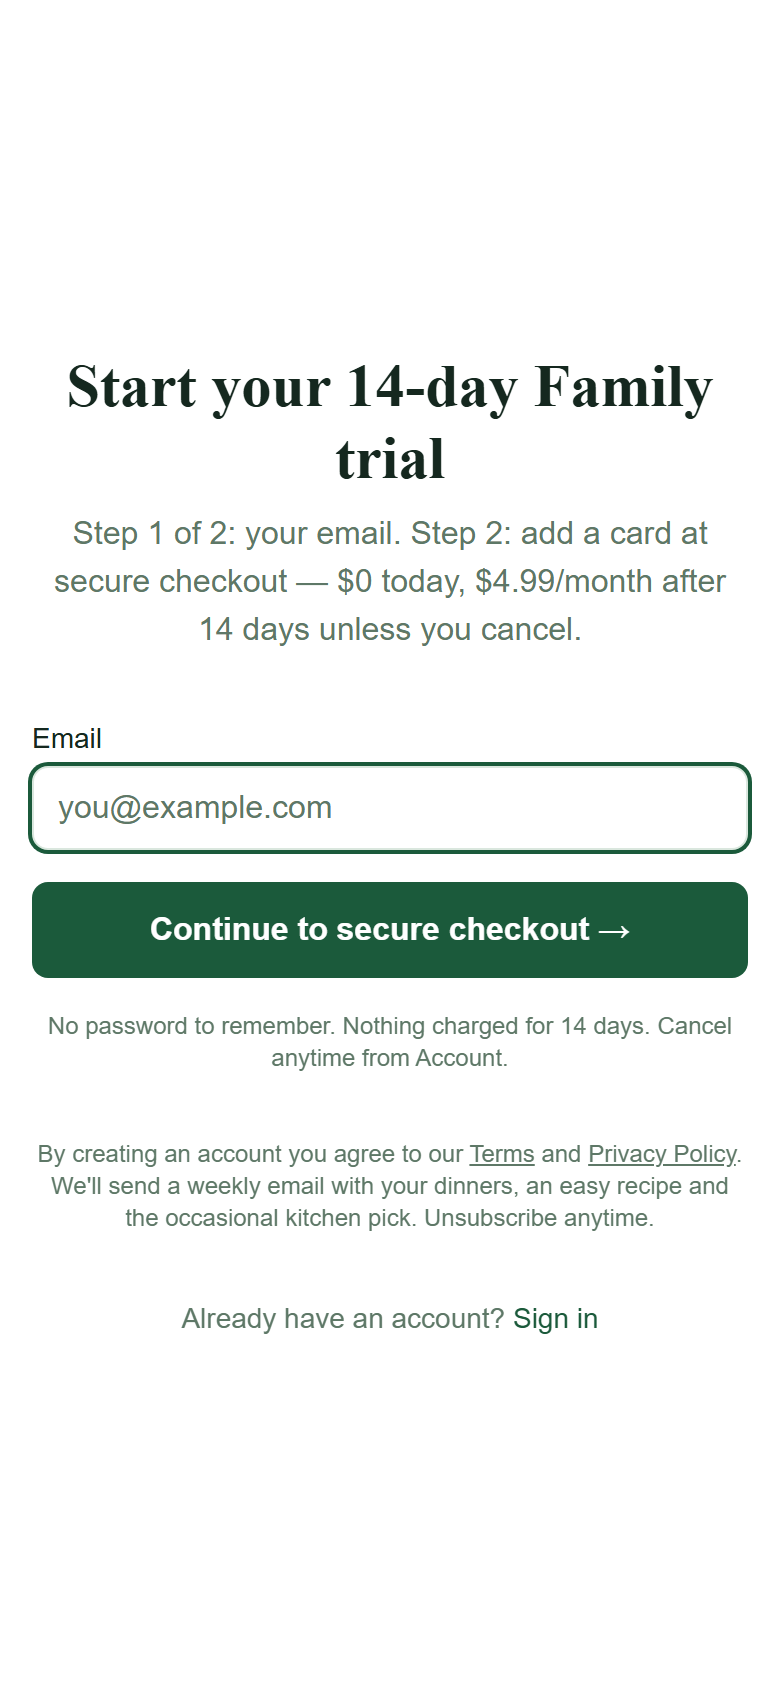 Start your 14-day Family
trial
Step 1 of 2: your email. Step 2: add a card at
secure checkout — $0 today, $4.99/month after
14 days unless you cancel.
Email
you@example.com
Continue to secure checkout →
No password to remember. Nothing charged for 14 days. Cancel
anytime from Account.
By creating an account you agree to our Terms and Privacy Policy.
We'll send a weekly email with your dinners, an easy recipe and
the occasional kitchen pick. Unsubscribe anytime.
Already have an account? Sign in